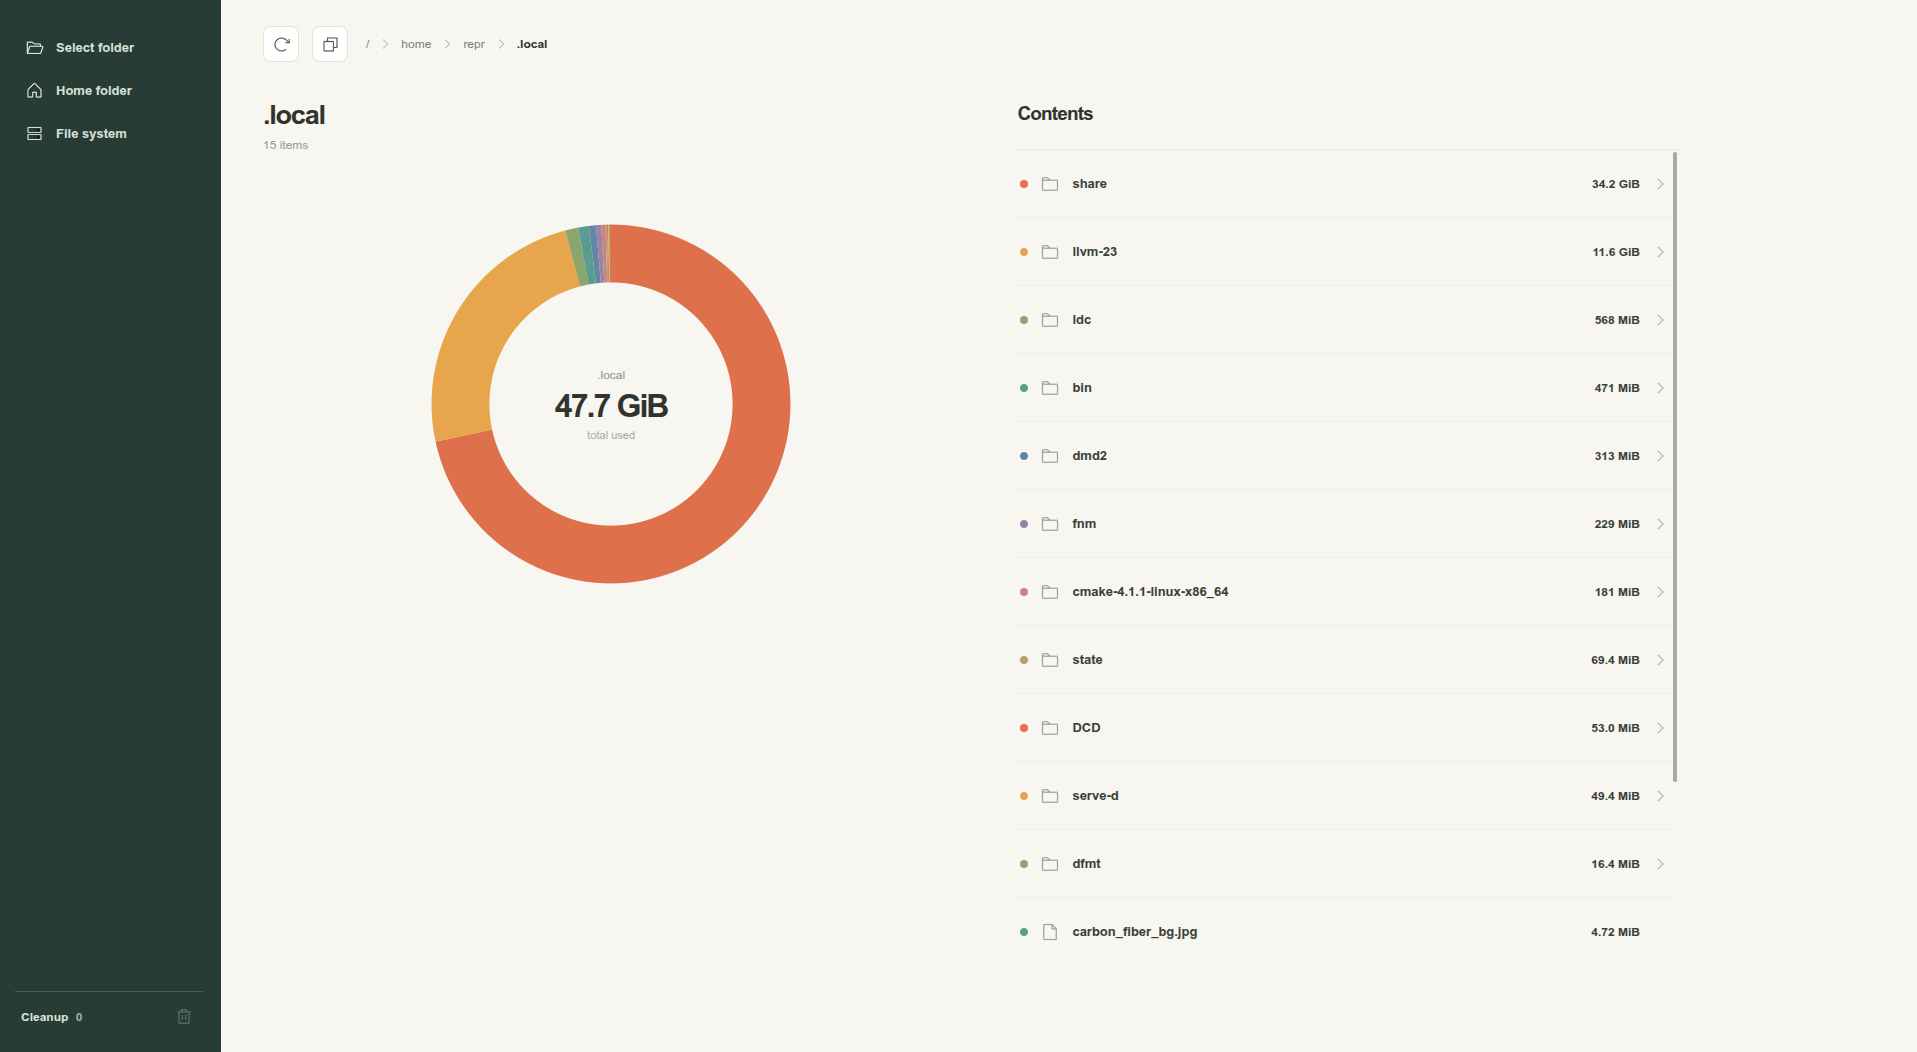 Select folder
Home folder
File system
Cleanup 0
/ home repr .local
.local
15 items
.local
47.7 GiB
total used
Contents
share 34.2 GiB
llvm-23 11.6 GiB
ldc 568 MiB
bin 471 MiB
dmd2 313 MiB
fnm 229 MiB
cmake-4.1.1-linux-x86_64 181 MiB
state 69.4 MiB
DCD 53.0 MiB
serve-d 49.4 MiB
dfmt 16.4 MiB
carbon_fiber_bg.jpg 4.72 MiB